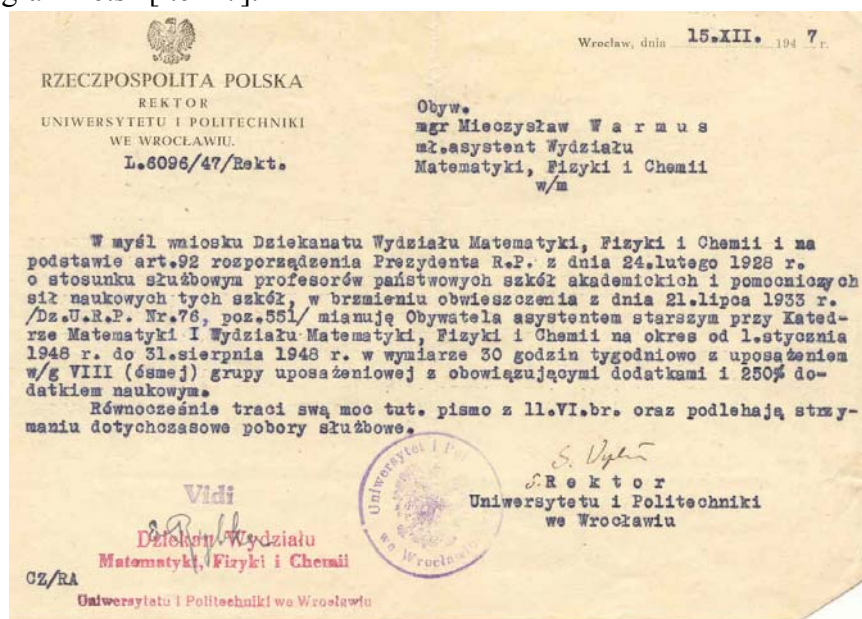 Wrocław, dnia 15.XII. 1947 r.
RZECZPOSPOLITA POLSKA
REKTOR
UNIWERSYTETU I POLITECHNIKI
WE WROCŁAWIU.
L.6096/47/Rekt.
Obyw.
mgr Mieczysław W a r m u s
mł.asystent Wydziału
Matematyki, Fizyki i Chemii
w/m
W myśl wniosku Dziekanatu Wydziału Matematyki, Fizyki i Chemii i na
podstawie art.92 rozporządzenia Prezydenta R.P. z dnia 24.lutego 1928 r.
o stosunku służbowym profesorów państwowych szkół akademickich i pomocniczych
sił naukowych tych szkół, w brzmieniu obwieszczenia z dnia 21.lipca 1933 r.
/Dz.U.R.P. Nr.76, poz.551/ mianuję Obywatela asystentem starszym przy Kated-
rze Matematyki I Wydziału Matematyki, Fizyki i Chemii na okres od 1.stycznia
1948 r. do 31.sierpnia 1948 r. w wymiarze 30 godzin tygodniowo z uposażeniem
w/g VIII (ósmej) grupy uposażeniowej z obowiązującymi dodatkami i 250% do-
datkiem naukowym.
Równocześnie traci swą moc tut. pismo z 11.VI.br. oraz podlehają strzy-
maniu dotychczasowe pobory służbowe.
Uniwersytet i Pol
we Wrocławiu
R e k t o r
Uniwersytetu i Politechniki
we Wrocławiu
Vidi
Dziekan Wydziału
Matematyki, Fizyki i Chemii
CZ/RA
Uniwersytetu i Politechniki we Wrocławiu